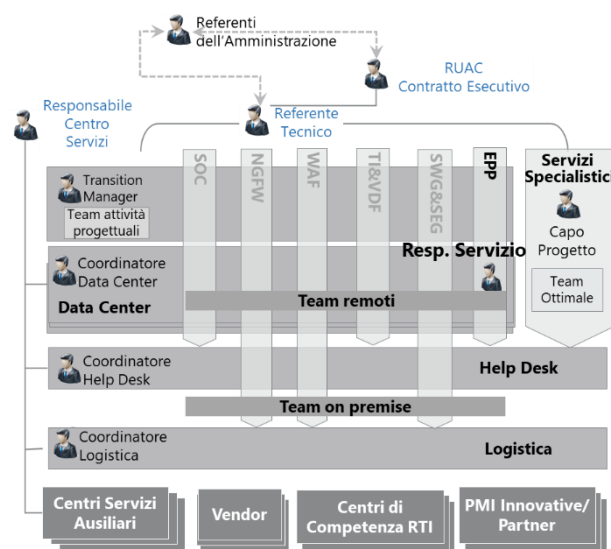 Referenti
dell'Amministrazione
RUAC
Contratto Esecutivo
Responsabile
Centro
Servizi
Referente
Tecnico
SOC
NGFW
WAF
TI&VDF
SWG&SEG
EPP
Servizi
Specialistici
Transition
Manager
Team attività
progettuali
Capo
Progetto
Resp. Servizio
Coordinatore
Data Center
Team
Ottimale
Data Center
Team remoti
Coordinatore
Help Desk
Help Desk
Team on premise
Coordinatore
Logistica
Logistica
Centri Servizi
Ausiliari
Vendor
Centri di
Competenza RTI
PMI Innovative/
Partner